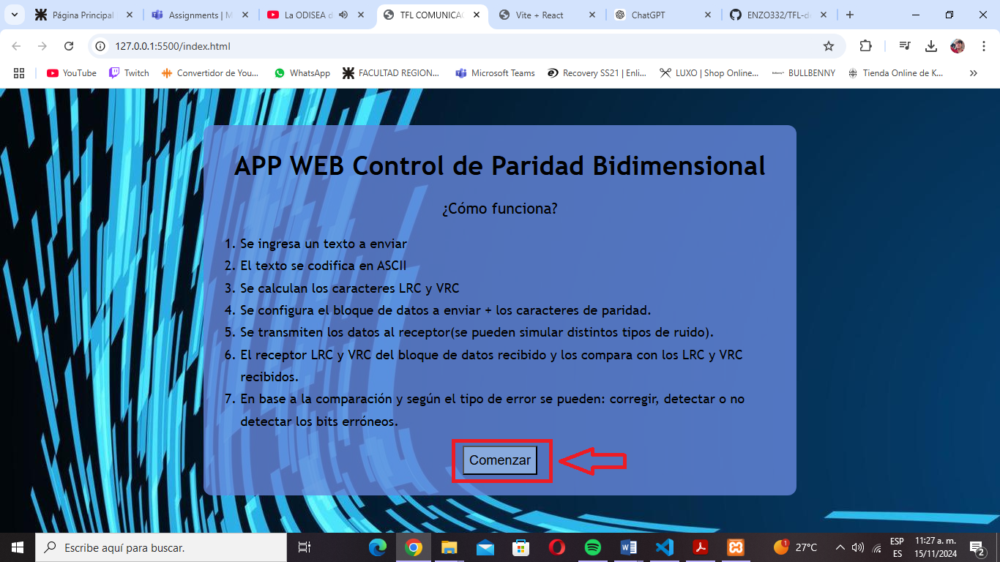 Página Principal
Assignments | M
La ODISEA d
TFL COMUNICAC
Vite + React
ChatGPT
ENZO332/TFL-d
127.0.0.1:5500/index.html
YouTube
Twitch
Convertidor de You...
WhatsApp
FACULTAD REGION...
Microsoft Teams
Recovery SS21 | Enli...
LUXO | Shop Online...
BULLBENNY
Tienda Online de K...
APP WEB Control de Paridad Bidimensional
¿Cómo funciona?
1. Se ingresa un texto a enviar
2. El texto se codifica en ASCII
3. Se calculan los caracteres LRC y VRC
4. Se configura el bloque de datos a enviar + los caracteres de paridad.
5. Se transmiten los datos al receptor(se pueden simular distintos tipos de ruido).
6. El receptor LRC y VRC del bloque de datos recibido y los compara con los LRC y VRC
recibidos.
7. En base a la comparación y según el tipo de error se pueden: corregir, detectar o no
detectar los bits erróneos.
Comenzar
Escribe aquí para buscar.
1
27°C
ESP
ES
11:27 a. m.
15/11/2024
2